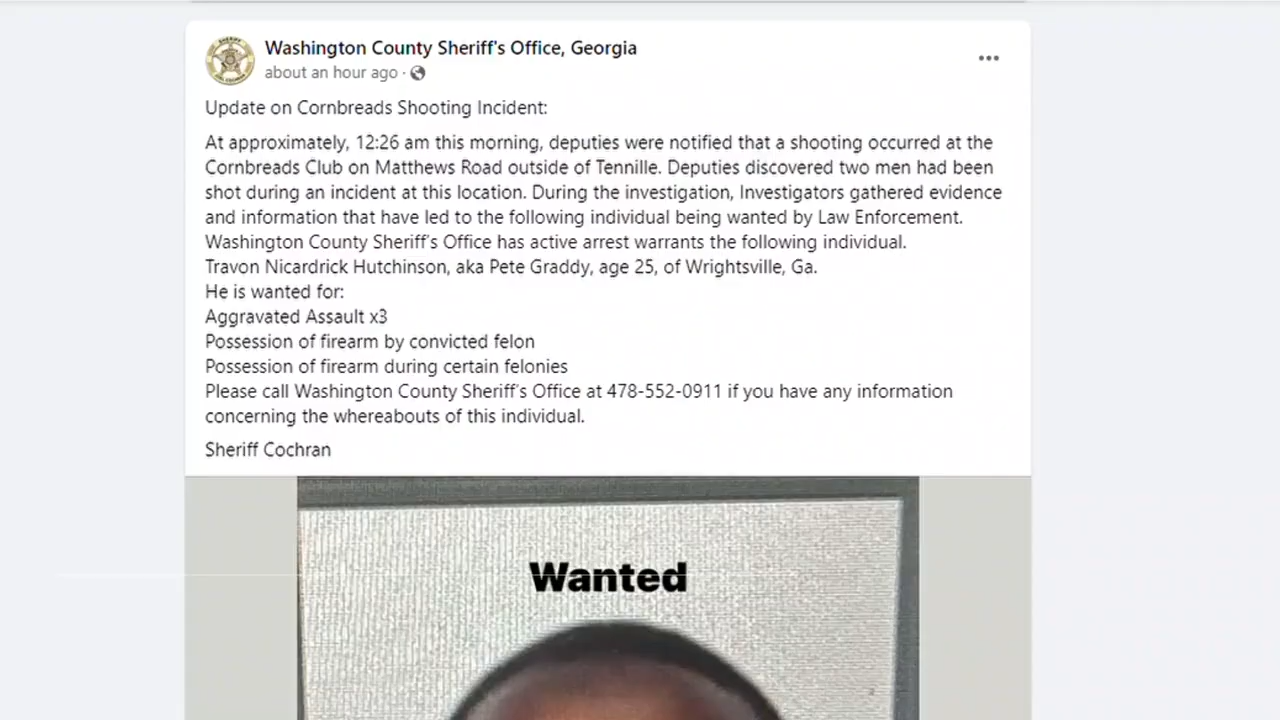 Washington County Sheriff's Office, Georgia
about an hour ago ·
Update on Cornbreads Shooting Incident:
At approximately, 12:26 am this morning, deputies were notified that a shooting occurred at the
Cornbreads Club on Matthews Road outside of Tennille. Deputies discovered two men had been
shot during an incident at this location. During the investigation, Investigators gathered evidence
and information that have led to the following individual being wanted by Law Enforcement.
Washington County Sheriff's Office has active arrest warrants the following individual.
Travon Nicardrick Hutchinson, aka Pete Graddy, age 25, of Wrightsville, Ga.
He is wanted for:
Aggravated Assault x3
Possession of firearm by convicted felon
Possession of firearm during certain felonies
Please call Washington County Sheriff's Office at 478-552-0911 if you have any information
concerning the whereabouts of this individual.
Sheriff Cochran
Wanted